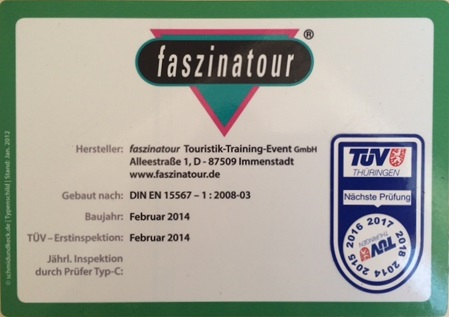 faszinatour®
Hersteller: faszinatour Touristik-Training-Event GmbH
Alleestraße 1, D - 87509 Immenstadt
www.faszinatour.de
Gebaut nach: DIN EN 15567 – 1 : 2008-03
Baujahr: Februar 2014
TÜV – Erstinspektion: Februar 2014
Jährl. Inspektion
durch Prüfer Typ-C:
TÜV
THÜRINGEN
Nächste Prüfung
2014 2015 2016 2017 2018
TÜV
THÜRINGEN
© schmidundkeck.de | Typenschild | Stand: Jan. 2012